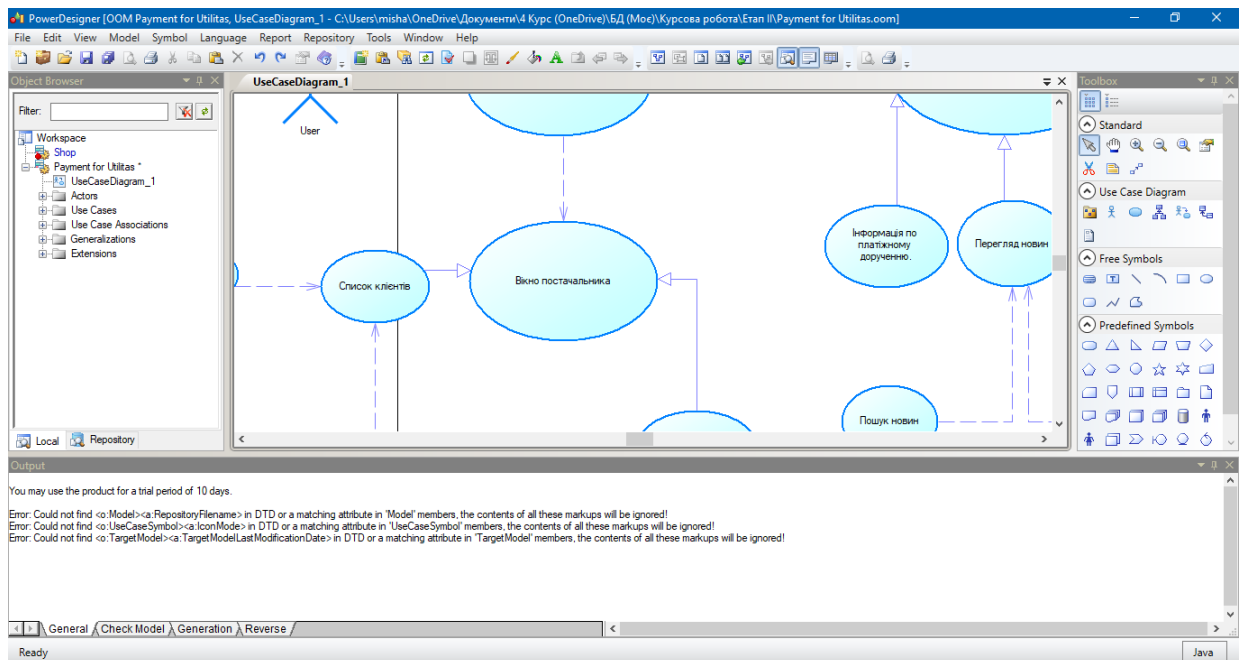 PowerDesigner [OOM Payment for Utilitas, UseCaseDiagram_1 - C:\Users\misha\OneDrive\Документи\4 Курс (OneDrive)\БД (Моє)\Курсова робота\Етап ІІ\Payment for Utilitas.oom]
File Edit View Model Symbol Language Report Repository Tools Window Help
Object Browser
UseCaseDiagram_1
Toolbox
Filter:
Workspace
Shop
Payment for Utilitas *
UseCaseDiagram_1
Actors
Use Cases
Use Case Associations
Generalizations
Extensions
Local
Repository
User
Список клієнтів
Вікно постачальника
Інформація по
платіжному
дорученню.
Перегляд новин
Пошук новин
Standard
Use Case Diagram
Free Symbols
Predefined Symbols
Output
You may use the product for a trial period of 10 days.
Error: Could not find <o:Model><a:RepositoryFilename> in DTD or a matching attribute in 'Model' members, the contents of all these markups will be ignored!
Error: Could not find <o:UseCaseSymbol><a:IconMode> in DTD or a matching attribute in 'UseCaseSymbol' members, the contents of all these markups will be ignored!
Error: Could not find <o:TargetModel><a:TargetModelLastModificationDate> in DTD or a matching attribute in 'TargetModel' members, the contents of all these markups will be ignored!
General Check Model Generation Reverse
Ready
Java